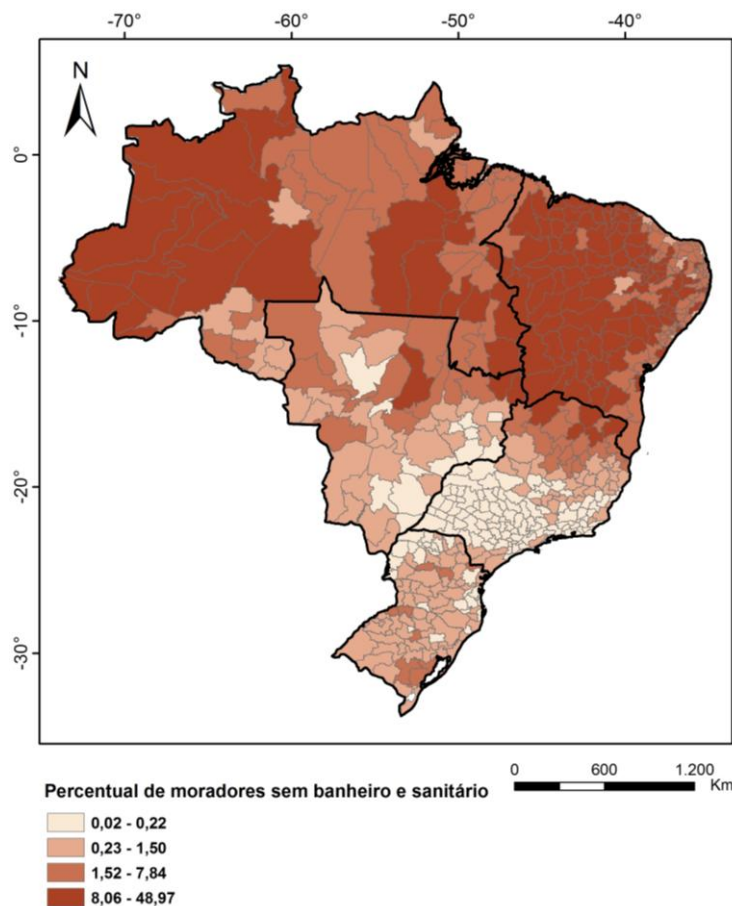 -70° -60° -50° -40°
N
0°
-10°
-20°
-30°
0 600 1.200
Km
Percentual de moradores sem banheiro e sanitário
0,02 - 0,22
0,23 - 1,50
1,52 - 7,84
8,06 - 48,97